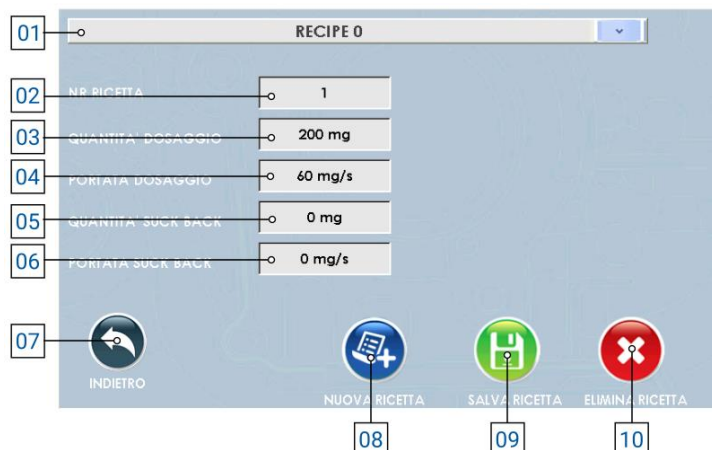 01 RECIPE 0
02 NR RICETTA 1
03 QUANTITA' DOSAGGIO 200 mg
04 PORTATA DOSAGGIO 60 mg/s
05 QUANTITA' SUCK BACK 0 mg
06 PORTATA SUCK BACK 0 mg/s
07
INDIETRO NUOVA RICETTA SALVA RICETTA ELIMINA RICETTA
08 09 10